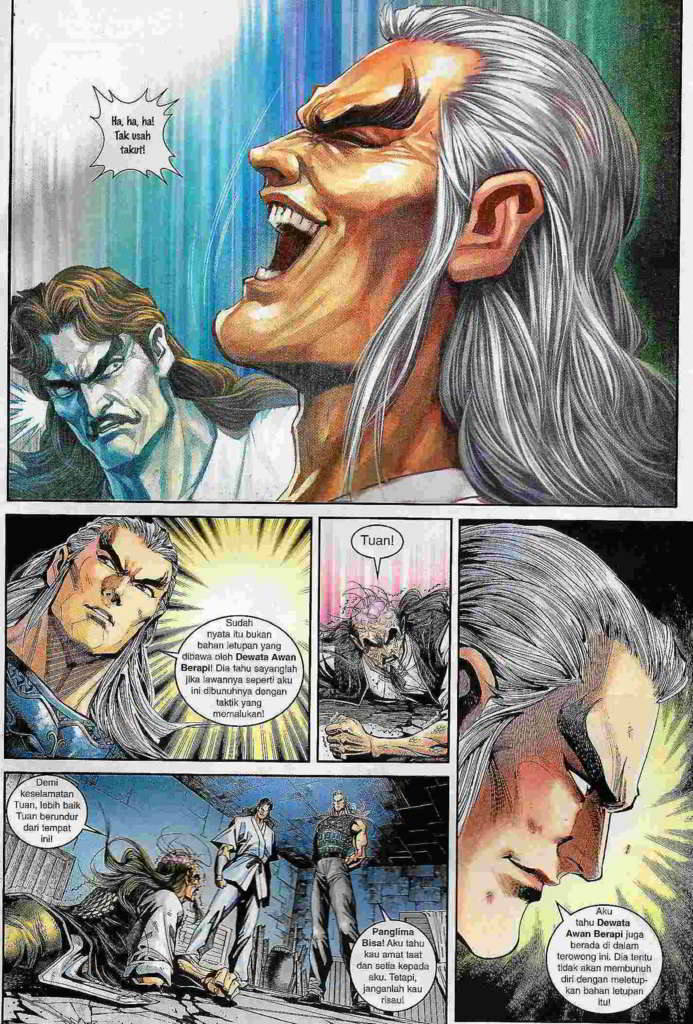 Ha, ha, ha!
Tak usah
takut!
Sudah
nyata itu bukan
bahan letupan yang
dibawa oleh Dewata Awan
Berapi! Dia tahu sayanglah
jika lawannya seperti aku
ini dibunuhnya dengan
taktik yang
memalukan!
Tuan!
Aku
tahu Dewata
Awan Berapi juga
berada di dalam
terowong ini. Dia tentu
tidak akan membunuh
diri dengan meletup-
kan bahan letupan
itu!
Demi
keselamatan
Tuan, lebih baik
Tuan berundur
dari tempat
ini!
Panglima
Bisa! Aku tahu
kau amat taat
dan setia kepada
aku. Tetapi,
janganlah kau
risau!